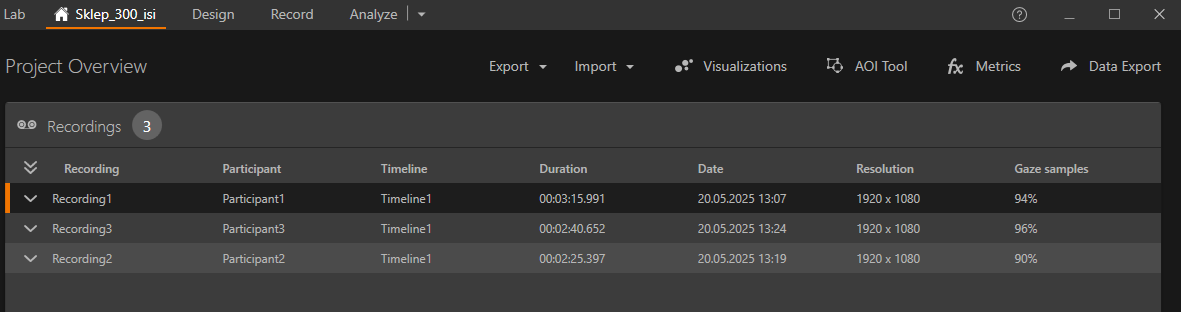 Lab Sklep_300_isi Design Record Analyze
Project Overview Export Import Visualizations AOI Tool Metrics Data Export
Recordings 3
Recording Participant Timeline Duration Date Resolution Gaze samples
Recording1 Participant1 Timeline1 00:03:15.991 20.05.2025 13:07 1920 x 1080 94%
Recording3 Participant3 Timeline1 00:02:40.652 20.05.2025 13:24 1920 x 1080 96%
Recording2 Participant2 Timeline1 00:02:25.397 20.05.2025 13:19 1920 x 1080 90%